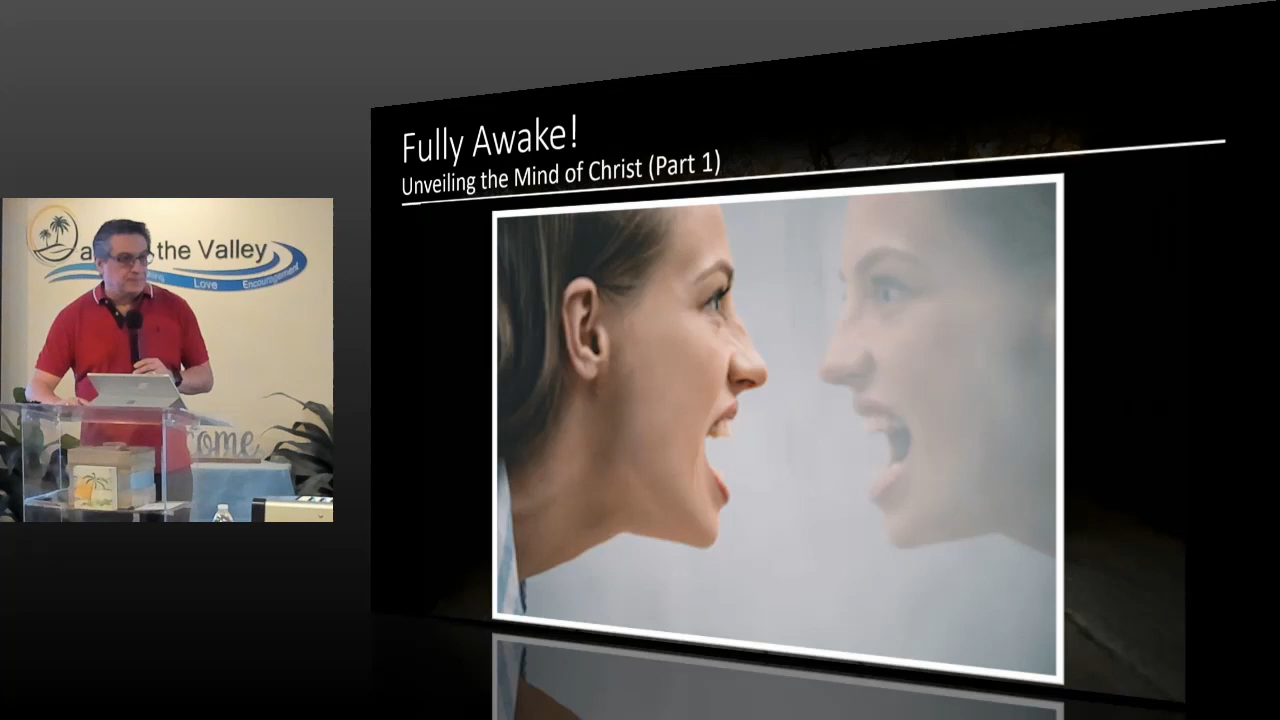 Fully Awake!
Unveiling the Mind of Christ (Part 1)
the Valley
Love
Encouragement